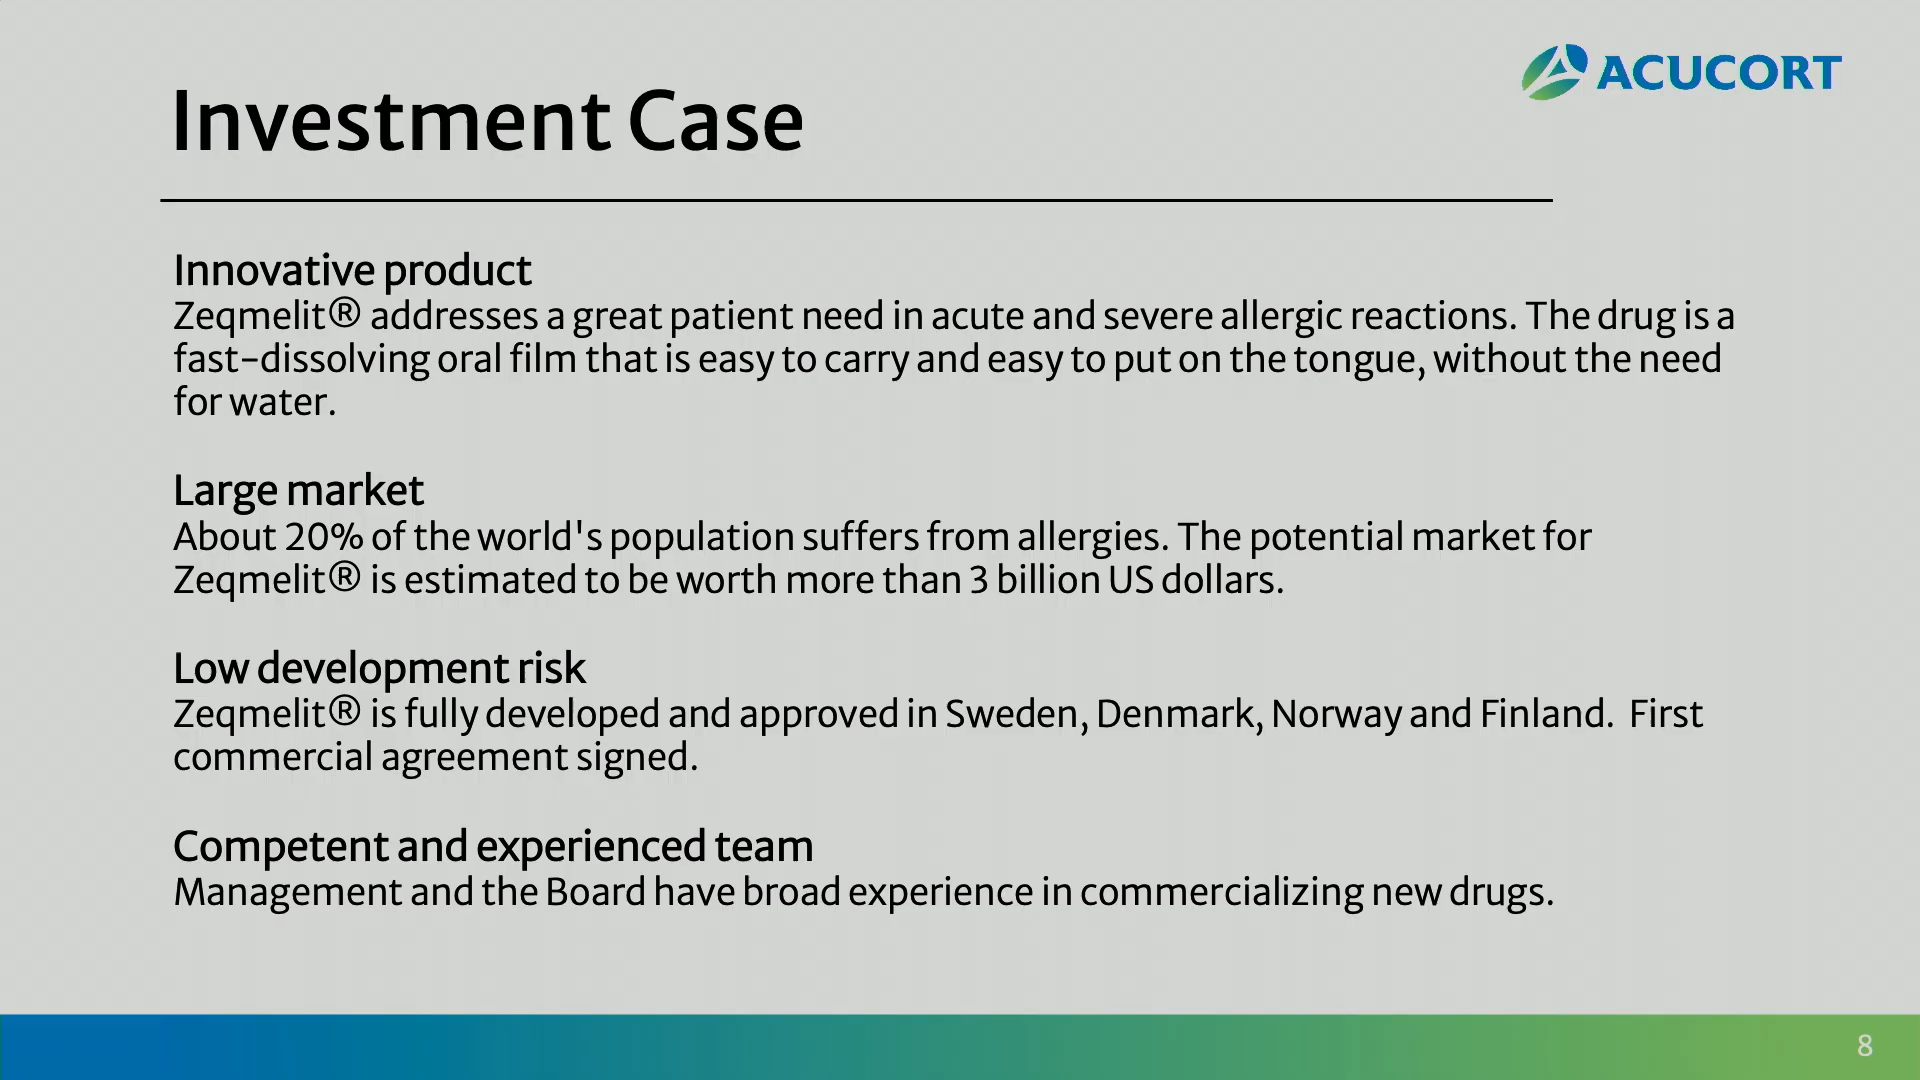 ACUCORT
Investment Case
Innovative product
Zeqmelit® addresses a great patient need in acute and severe allergic reactions. The drug is a
fast-dissolving oral film that is easy to carry and easy to put on the tongue, without the need
for water.
Large market
About 20% of the world's population suffers from allergies. The potential market for
Zeqmelit® is estimated to be worth more than 3 billion US dollars.
Low development risk
Zeqmelit® is fully developed and approved in Sweden, Denmark, Norway and Finland.  First
commercial agreement signed.
Competent and experienced team
Management and the Board have broad experience in commercializing new drugs.
8